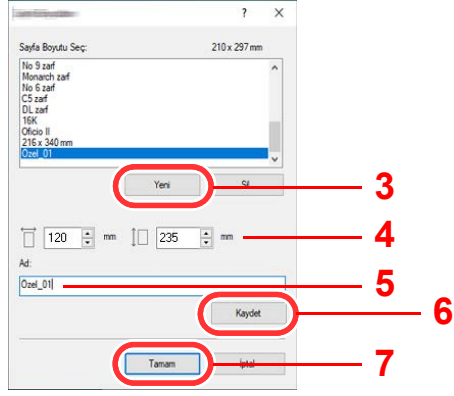 ?
Sayfa Boyutu Seç: 210 x 297 mm
No 9 zarf
Monarch zarf
No 6 zarf
C5 zarf
DL zarf
16K
Oficio II
216 x 340 mm
Ozel_01
Yeni Sil 3
120 mm 235 mm 4
Ad:
Ozel_01 5
Kaydet 6
Tamam İptal 7